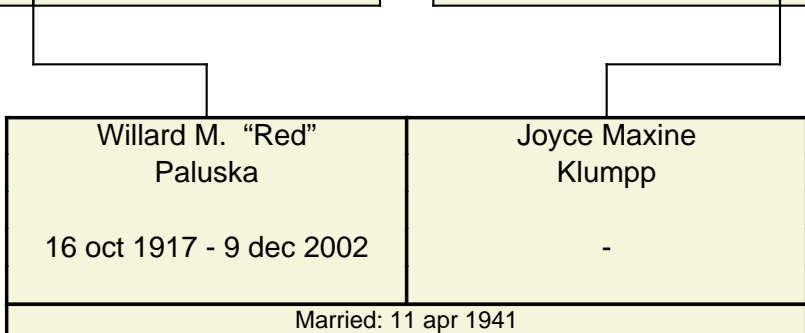 Willard M. “Red”
Paluska
16 oct 1917 - 9 dec 2002
Joyce Maxine
Klumpp
-
Married: 11 apr 1941